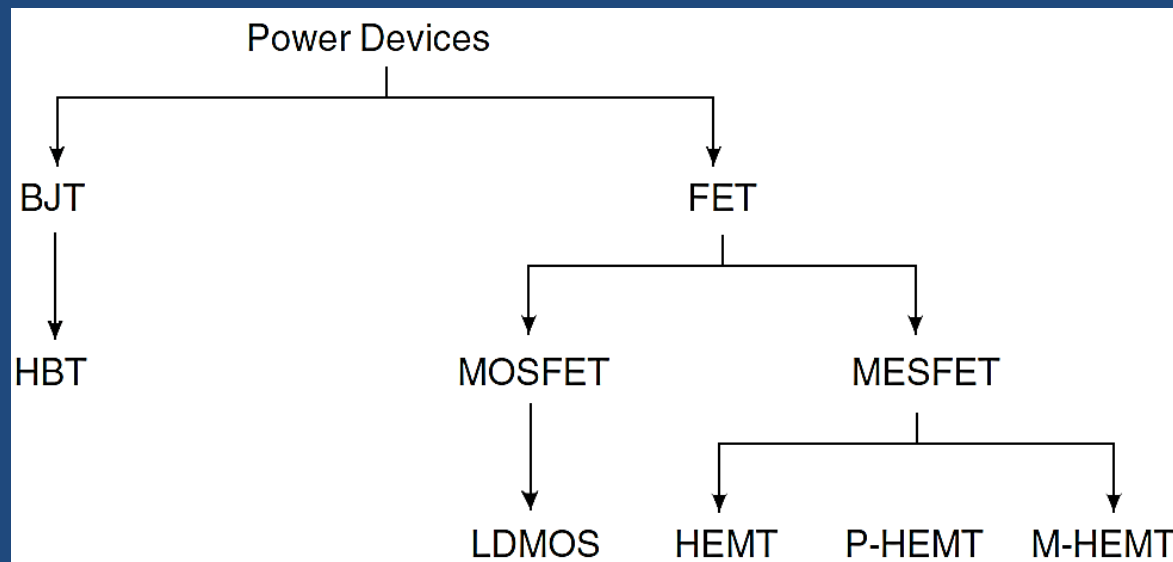 Power Devices
BJT
FET
HBT
MOSFET
MESFET
LDMOS
HEMT
P-HEMT
M-HEMT